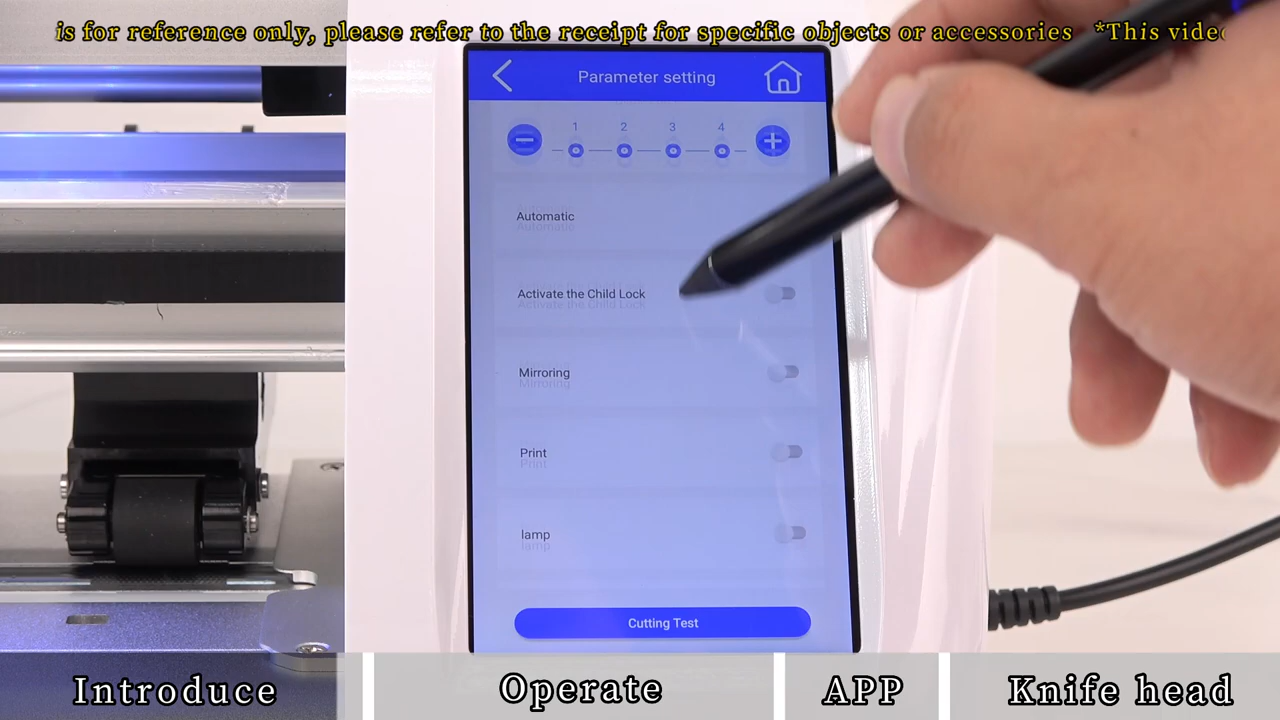 is for reference only, please refer to the receipt for specific objects or accessories *This video
Parameter setting
1 2 3 4
Automatic
Activate the Child Lock
Mirroring
Print
lamp
Cutting Test
Introduce
Operate
APP
Knife head